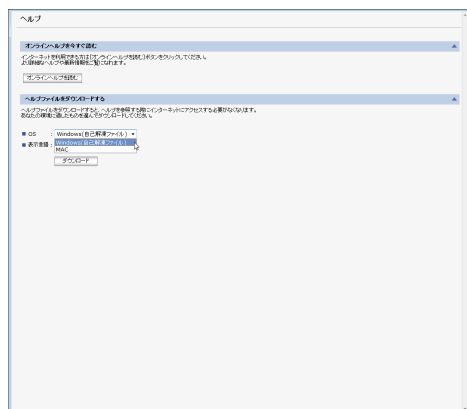 ヘルプ
オンラインヘルプを今すぐ読む
インターネットを利用できる方は[オンラインヘルプを読む]ボタンをクリックしてください。
より詳細なヘルプや最新情報をご覧になれます。
オンラインヘルプを読む
ヘルプファイルをダウンロードする
ヘルプファイルをダウンロードすると、ヘルプを参照する際にインターネットにアクセスする必要がなくなります。
あなたの環境に適したものを選んでダウンロードしてください。
OS : Windows(自己解凍ファイル)
表示言語 : Windows(自己解凍ファイル)
MAC
ダウンロード